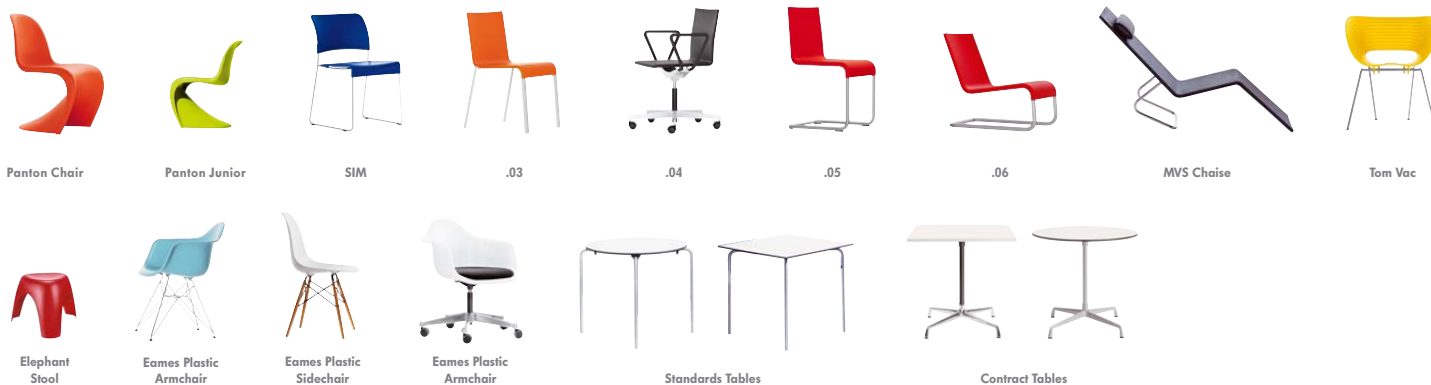 Panton Chair
Panton Junior
SIM
.03
.04
.05
.06
MVS Chaise
Tom Vac
Elephant
Stool
Eames Plastic
Armchair
Eames Plastic
Sidechair
Eames Plastic
Armchair
Standards Tables
Contract Tables